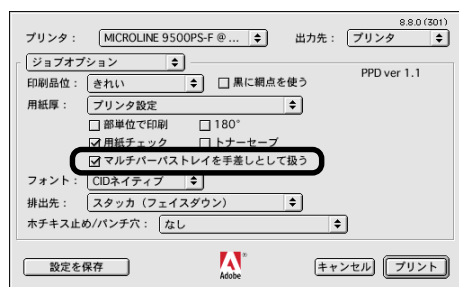 8.8.0 (301)
プリンタ： MICROLINE 9500PS-F @ ... 出力先： プリンタ
ジョブオプション
PPD ver 1.1
印刷品位： きれい 黒に網点を使う
用紙厚： プリンタ設定
部単位で印刷 180°
用紙チェック トナーセーブ
マルチパーパストレイを手差しとして扱う
フォント： CIDネイティブ
排出先： スタッカ（フェイスダウン）
ホチキス止め/パンチ穴： なし
設定を保存 Adobe キャンセル プリント